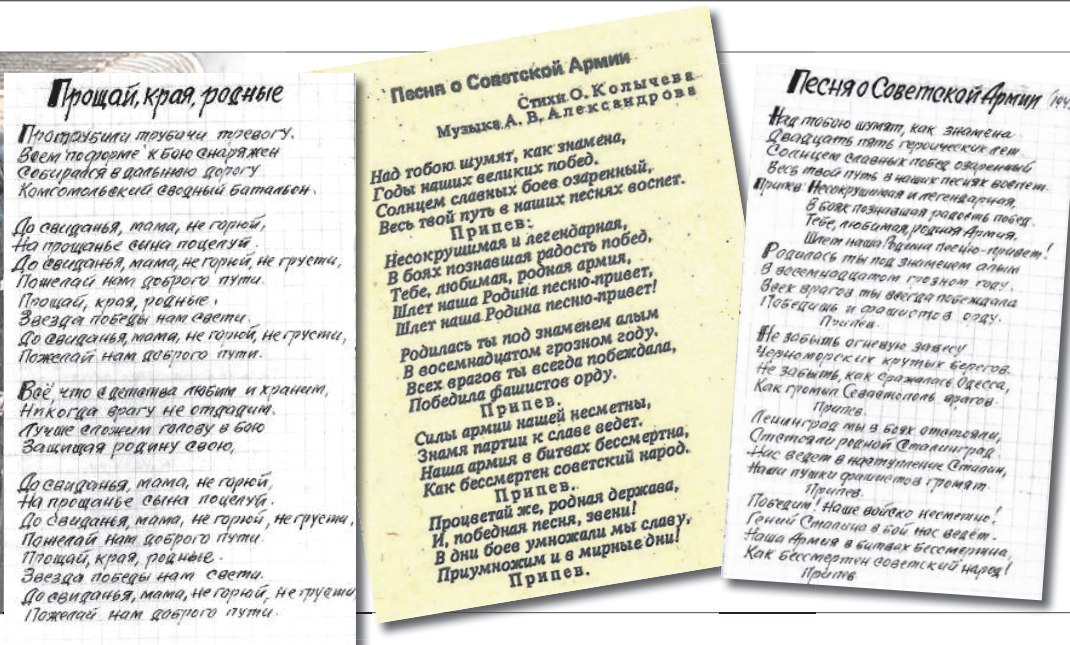 Прощай, края, родные
Протрубили трубачи тревогу.
Всем "по форме" к бою снаряжен
Собирался в дальнюю дорогу
Комсомольский сводный батальон.
До свиданья, мама, не горюй,
На прощанье сына поцелуй.
До свиданья, мама, не горюй, не грусти,
Пожелай нам доброго пути.
Прощай, края, родные,
Звезда победы нам свети.
До свиданья, мама, не горюй, не грусти,
Пожелай нам доброго пути.
Всё, что с детства любим и храним,
Никогда врагу не отдадим.
Лучше сложим голову в бою
Защищая родину свою,
До свиданья, мама, не горюй,
На прощанье сына поцелуй.
До свиданья, мама, не горюй, не грусти,
Пожелай нам доброго пути.
Прощай, края, родные.
Звезда победы нам свети.
До свиданья, мама, не горюй, не грусти
Пожелай нам доброго пути.
Песня о Советской Армии
Стихи О. Колычева
Музыка А. В. Александрова
Над тобою шумят, как знамена,
Годы наших великих побед.
Солнцем славных боев озаренный,
Весь твой путь в наших песнях воспет.
Припев:
Несокрушимая и легендарная,
В боях познавшая радость побед,
Тебе, любимая, родная армия,
Шлет наша Родина песню-привет,
Шлет наша Родина песню-привет!
Родилась ты под знаменем алым
В восемнадцатом грозном году.
Всех врагов ты всегда побеждала,
Победила фашистов орду.
Припев.
Силы армии нашей несметны,
Знамя партии к славе ведет.
Наша армия в битвах бессмертна,
Как бессмертен советский народ.
Припев.
Процветай же, родная держава,
И, победная песня, звени!
В дни боев умножали мы славу,
Приумножим и в мирные дни!
Припев.
Песня о Советской Армии (194
Над тобою шумят, как знамена
Двадцать пять героических лет.
Солнцем славных побед озаренный
Весь твой путь в наших песнях воспет.
Припев: Несокрушимая и легендарная,
В боях познавшая радость побед.
Тебе, любимая, родная Армия,
Шлет наша Родина песню-привет!
Родилась ты под знаменем алым
В восемнадцатом грозном году.
Всех врагов ты всегда побеждала
Победишь и фашистов орду.
Припев.
Не забыть огневую завесу
Черноморских крутых берегов.
Не забыть, как сражалась Одесса,
Как громил Севастополь врагов.
Припев.
Ленинград мы в боях отстояли,
Отстояли родной Сталинград.
Нас ведет в наступление Сталин,
Наши пушки фашистов громят.
Припев.
Победим! Наше войско несметно!
Гений Сталина в бой нас ведёт.
Наша Армия в битвах бессмертна,
Как бессмертен советский народ!
Припев